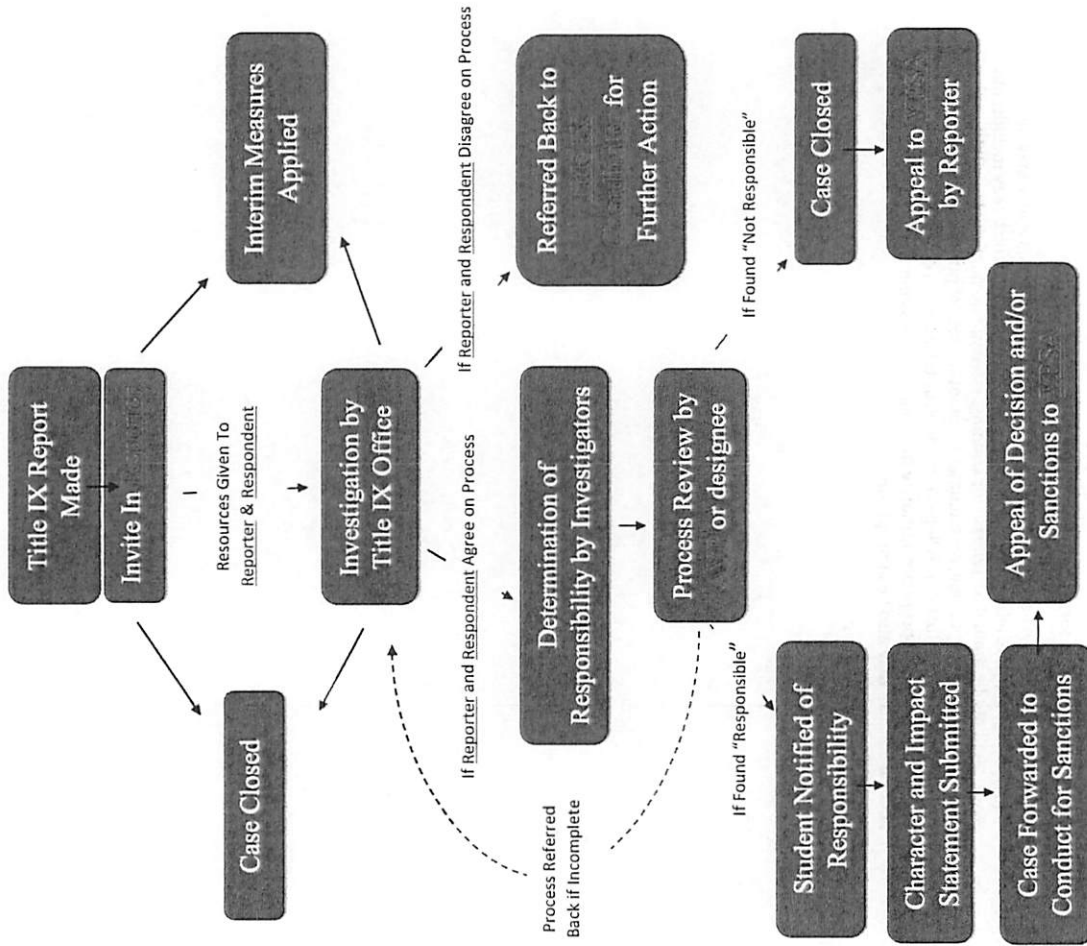 Title IX Report
Made
Invite In
Case Closed
Resources Given To
Reporter & Respondent
Interim Measures
Applied
Investigation by
Title IX Office
If Reporter and Respondent Agree on Process
If Reporter and Respondent Disagree on Process
Process Referred
Back if Incomplete
Determination of
Responsibility by Investigators
Referred Back to
for
Further Action
Process Review by
or designee
If Found "Responsible"
If Found "Not Responsible"
Student Notified of
Responsibility
Case Closed
Character and Impact
Statement Submitted
Appeal to
by Reporter
Case Forwarded to
Conduct for Sanctions
Appeal of Decision and/or
Sanctions to